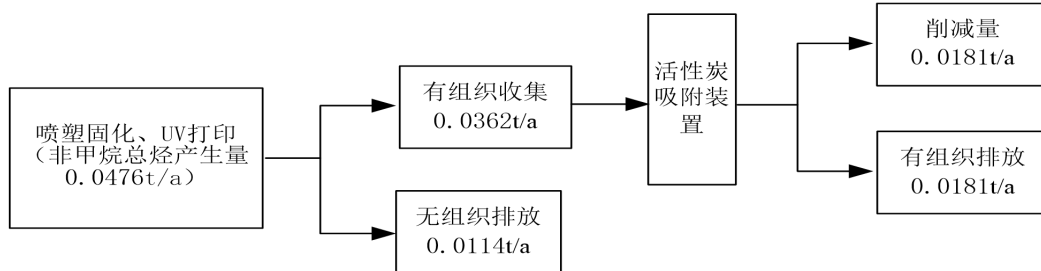 喷塑固化、UV打印
（非甲烷总烃产生量
0.0476t/a）
有组织收集
0.0362t/a
无组织排放
0.0114t/a
活性炭
吸附装
置
削减量
0.0181t/a
有组织排放
0.0181t/a